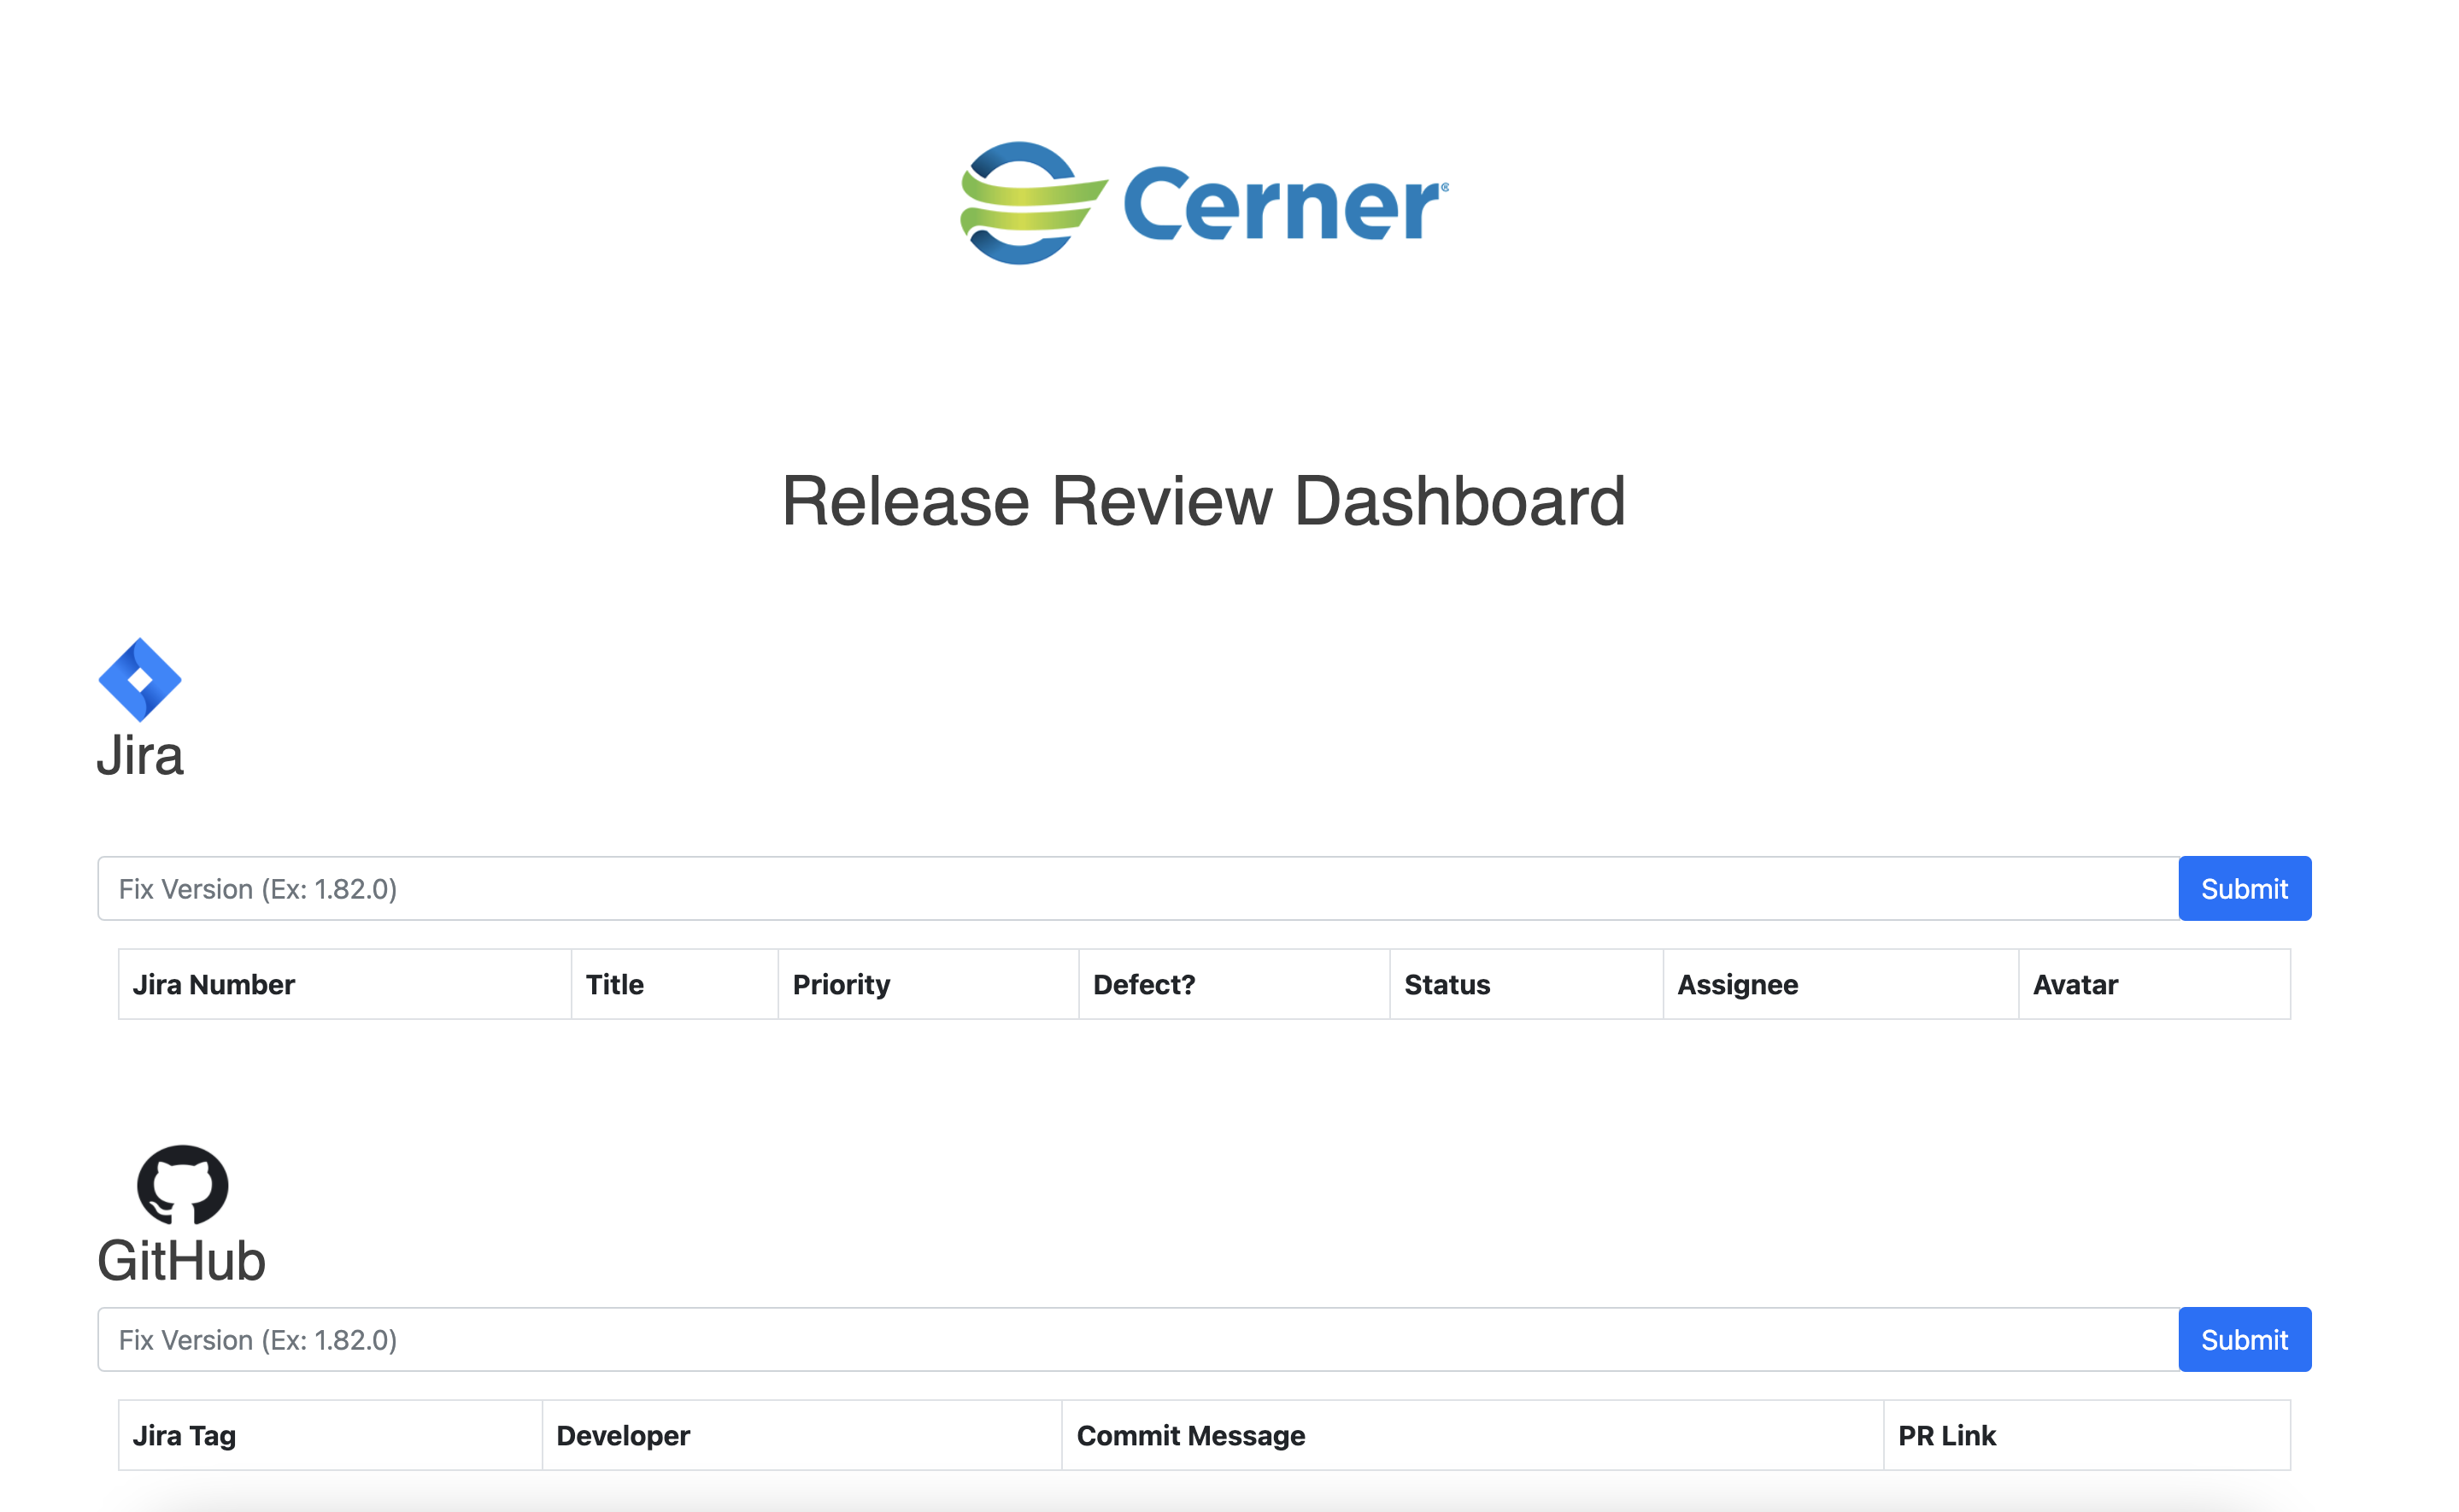 Cerner
Release Review Dashboard
Jira
Fix Version (Ex: 1.82.0) Submit
Jira Number Title Priority Defect? Status Assignee Avatar
GitHub
Fix Version (Ex: 1.82.0) Submit
Jira Tag Developer Commit Message PR Link